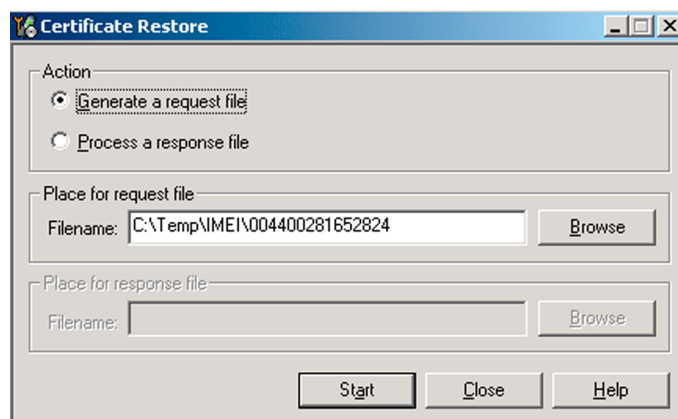 Certificate Restore
Action
Generate a request file
Process a response file
Place for request file
Filename: C:\Temp\IMEI\004400281652824 Browse
Place for response file
Filename: Browse
Start Close Help